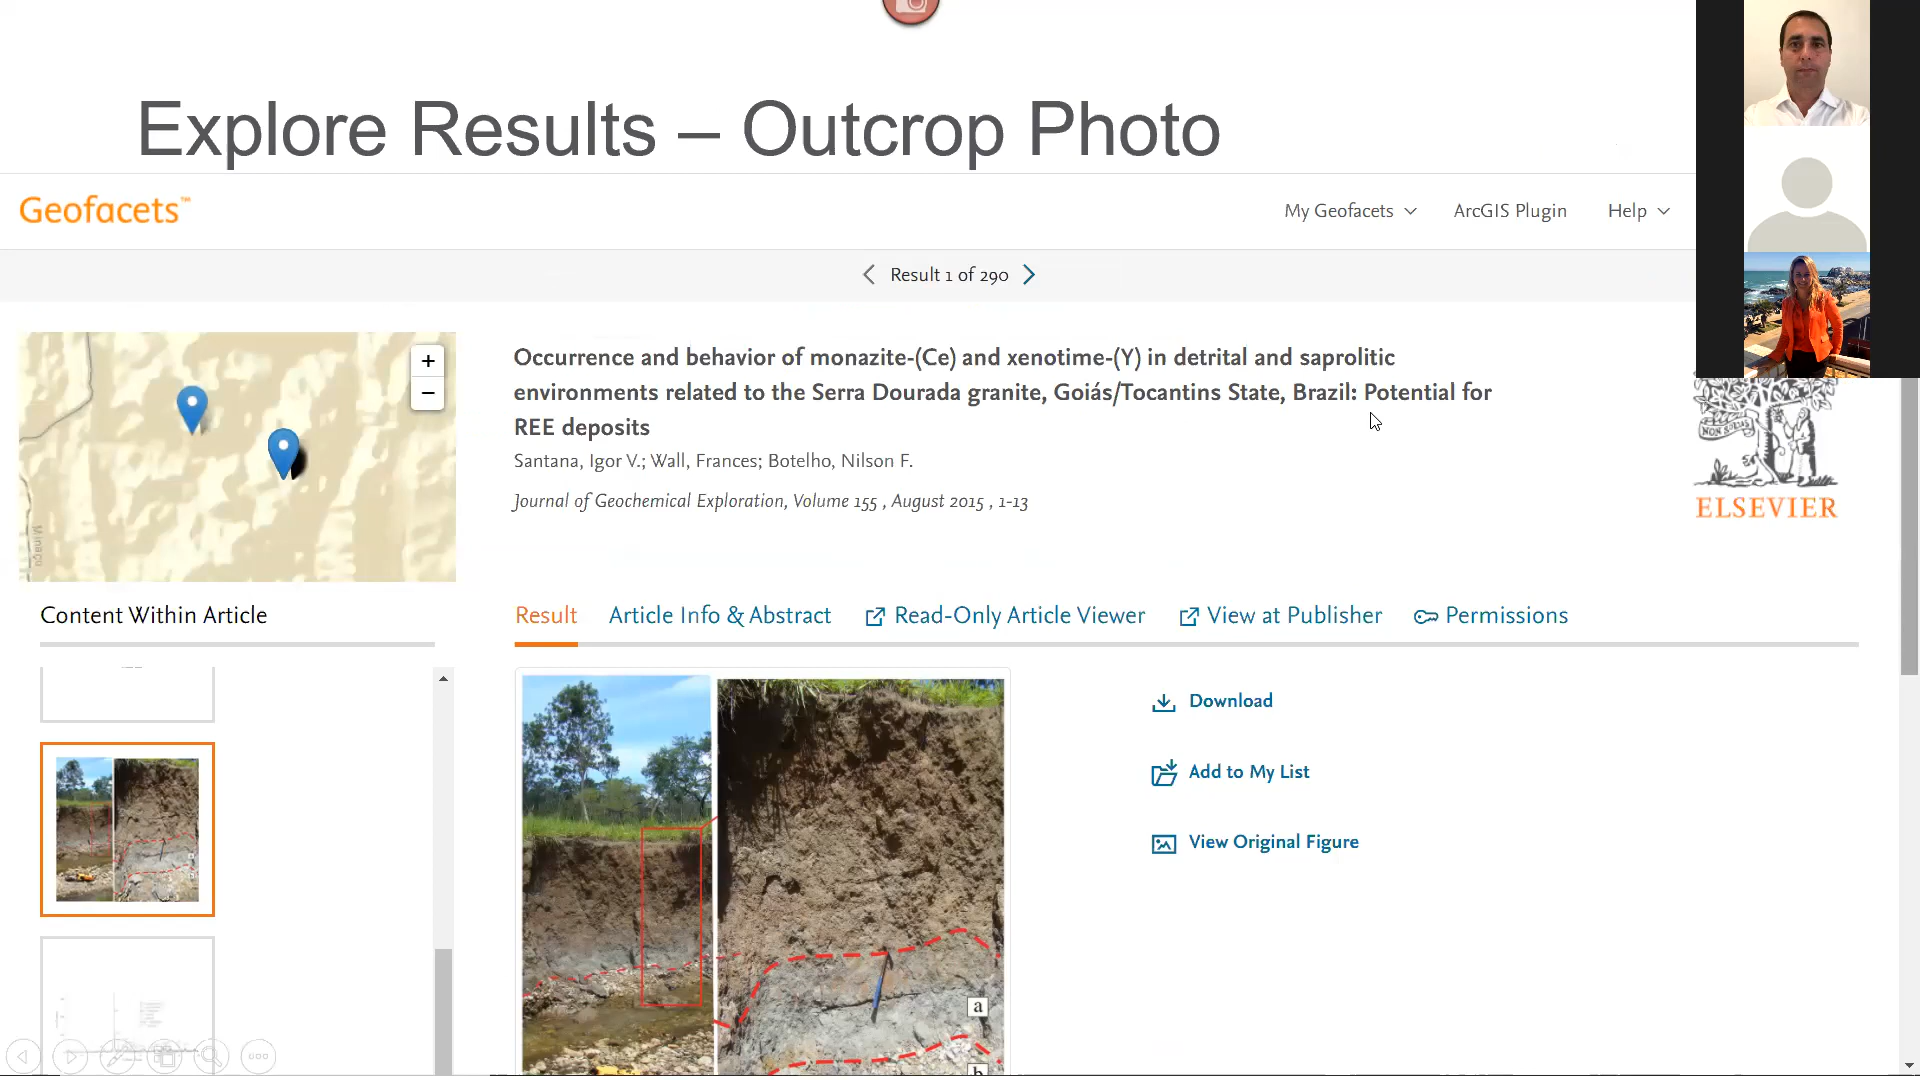 Explore Results – Outcrop Photo
Geofacets™
My Geofacets
ArcGIS Plugin
Help
Result 1 of 290
+
−
Occurrence and behavior of monazite-(Ce) and xenotime-(Y) in detrital and saprolitic
environments related to the Serra Dourada granite, Goiás/Tocantins State, Brazil: Potential for
REE deposits
Santana, Igor V.; Wall, Frances; Botelho, Nilson F.
Journal of Geochemical Exploration, Volume 155 , August 2015 , 1-13
NON SOLUS
ELSEVIER
Content Within Article
Result
Article Info & Abstract
Read-Only Article Viewer
View at Publisher
Permissions
Download
Add to My List
View Original Figure
a
b